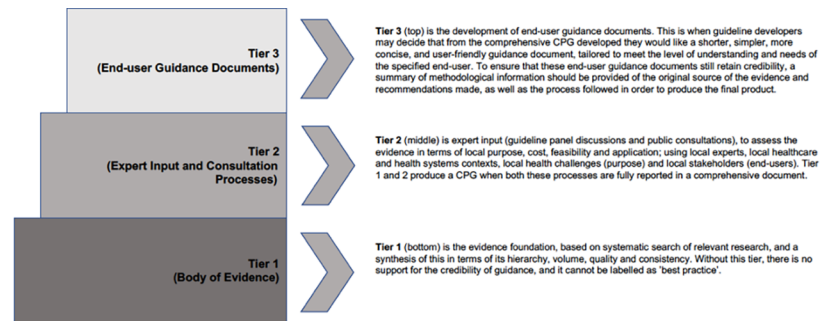 Tier 3
(End-user Guidance Documents)
Tier 3 (top) is the development of end-user guidance documents. This is when guideline developers
may decide that from the comprehensive CPG developed they would like a shorter, simpler, more
concise, and user-friendly guidance document, tailored to meet the level of understanding and needs of
the specified end-user. To ensure that these end-user guidance documents still retain credibility, a
summary of methodological information should be provided of the original source of the evidence and
recommendations made, as well as the process followed in order to produce the final product.
Tier 2
(Expert Input and Consultation
Processes)
Tier 2 (middle) is expert input (guideline panel discussions and public consultations), to assess the
evidence in terms of local purpose, cost, feasibility and application; using local experts, local healthcare
and health systems contexts, local health challenges (purpose) and local stakeholders (end-users). Tier
1 and 2 produce a CPG when both these processes are fully reported in a comprehensive document.
Tier 1
(Body of Evidence)
Tier 1 (bottom) is the evidence foundation, based on systematic search of relevant research, and a
synthesis of this in terms of its hierarchy, volume, quality and consistency. Without this tier, there is no
support for the credibility of guidance, and it cannot be labelled as 'best practice'.